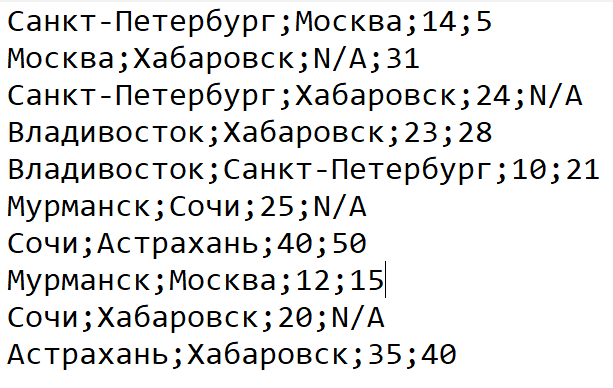 Санкт-Петербург;Москва;14;5
Москва;Хабаровск;N/A;31
Санкт-Петербург;Хабаровск;24;N/A
Владивосток;Хабаровск;23;28
Владивосток;Санкт-Петербург;10;21
Мурманск;Сочи;25;N/A
Сочи;Астрахань;40;50
Мурманск;Москва;12;15
Сочи;Хабаровск;20;N/A
Астрахань;Хабаровск;35;40